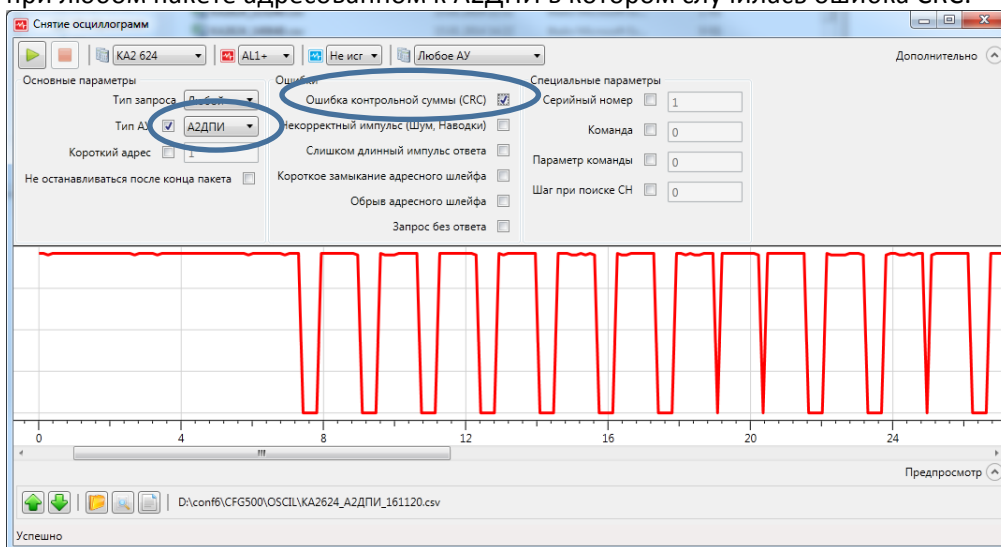 при любом пакете адресованном к А2ДПИ в котором случилась ошибка CRC.
Снятие осциллограмм
КА2 624 AL1+ Не исг Любое АУ Дополнительно
Основные параметры Ошибки Специальные параметры
Тип запроса Любой Ошибка контрольной суммы (CRC) Серийный номер 1
Тип АУ А2ДПИ Некорректный импульс (Шум, Наводки) Команда 0
Короткий адрес 1 Слишком длинный импульс ответа Параметр команды 0
Не останавливаться после конца пакета Короткое замыкание адресного шлейфа Шаг при поиске СН 0
Обрыв адресного шлейфа
Запрос без ответа
0 4 8 12 16 20 24
Предпросмотр
D:\conf6\CFG500\OSCIL\KA2624_А2ДПИ_161120.csv
Успешно